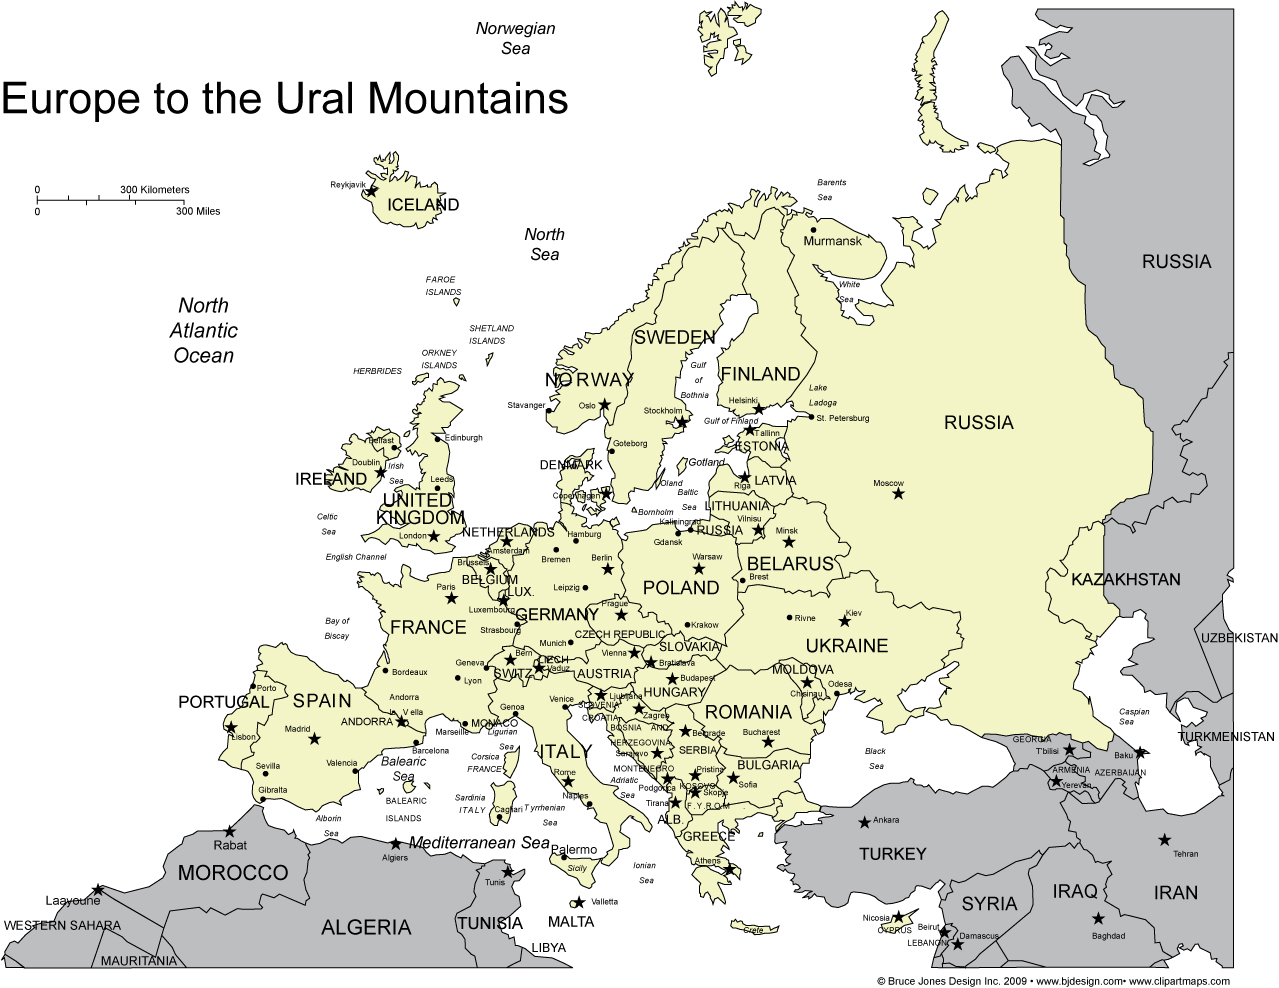 Norwegian
Sea
Europe to the Ural Mountains
0 300 Kilometers
0 300 Miles
Reykjavik
ICELAND
Barents
Sea
Murmansk
North
Sea
RUSSIA
White
Sea
FAROE
ISLANDS
North
Atlantic
Ocean
SHETLAND
ISLANDS
ORKNEY
ISLANDS
HERBRIDES
SWEDEN
NORWAY
FINLAND
Gulf
of
Bothnia
Lake
Ladoga
Stavanger
Oslo
Stockholm
Helsinki
St. Petersburg
Gulf of Finland
Tallinn
ESTONIA
RUSSIA
Belfast
Edinburgh
Goteborg
Doublin
Irish
Sea
IRELAND
Leeds
UNITED
KINGDOM
London
Celtic
Sea
English Channel
DENMARK
Copenhagen
Gotland
Oland
Baltic
Sea
Bornholm
Riga
LATVIA
LITHUANIA
Vilnisu
Kaliningrad
RUSSIA
Gdansk
Moscow
Minsk
BELARUS
Brest
NETHERLANDS
Amsterdam
Hamburg
Bremen
Berlin
Warsaw
POLAND
Brussels
BELGIUM
LUX.
Luxembourg
Leipzig
GERMANY
Prague
Krakow
Rivne
Kiev
UKRAINE
KAZAKHSTAN
UZBEKISTAN
Paris
FRANCE
Strasbourg
CZECH REPUBLIC
SLOVAKIA
Munich
Vienna
Bratislava
Bay of
Biscay
Bern
Geneva
SWITZ.
LIECH
Vaduz
AUSTRIA
Budapest
HUNGARY
MOLDOVA
Chisinau
Odesa
Bordeaux
Lyon
Porto
PORTUGAL
SPAIN
Andorra
la V ella
ANDORRA
Lisbon
Madrid
Barcelona
Marseille
MONACO
Genoa
Venice
Ligurian
Sea
Ljubljana
SLOVENIA
Zagreb
CROATIA
BOSNIA AND
HERZEGOVINA
Sarajevo
Belgrade
SERBIA
ROMANIA
Bucharest
Caspian
Sea
TURKMENISTAN
GEORGIA
T'bilisi
Baku
ARMENIA
AZERBAIJAN
Yerevan
Black
Sea
BULGARIA
Sofia
MONTENEGRO
Podgorica
Pristina
KOSOVO
Skopje
F.Y.R.O.M
Tirana
ALB.
Adriatic
Sea
ITALY
Rome
Naples
Corsica
FRANCE
Sardinia
ITALY
Cagliari
Tyrrhenian
Sea
Balearic
Sea
BALEARIC
ISLANDS
Valencia
Sevilla
Gibralta
Alborin
Sea
Mediterranean Sea
Palermo
Sicily
Ionian
Sea
GREECE
Athens
Crete
Ankara
TURKEY
Tehran
IRAN
IRAQ
Baghdad
SYRIA
Nicosia
CYPRUS
Beirut
LEBANON
Damascus
Valletta
MALTA
Rabat
MOROCCO
Algiers
ALGERIA
Tunis
TUNISIA
LIBYA
Laayoune
WESTERN SAHARA
MAURITANIA
© Bruce Jones Design Inc. 2009 • www.bjdesign.com• www.clipartmaps.com